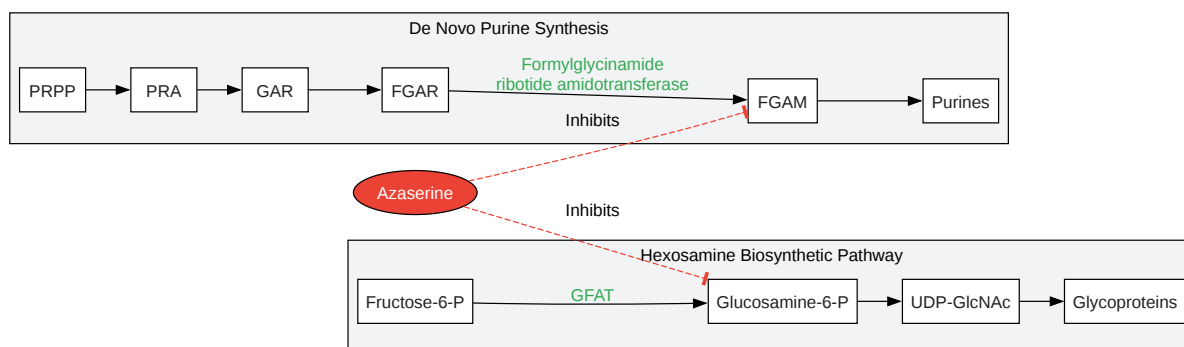 De Novo Purine Synthesis
Formylglycinamide
ribotide amidotransferase
PRPP
PRA
GAR
FGAR
FGAM
Purines
Inhibits
Azaserine
Inhibits
Hexosamine Biosynthetic Pathway
Fructose-6-P
GFAT
Glucosamine-6-P
UDP-GlcNAc
Glycoproteins